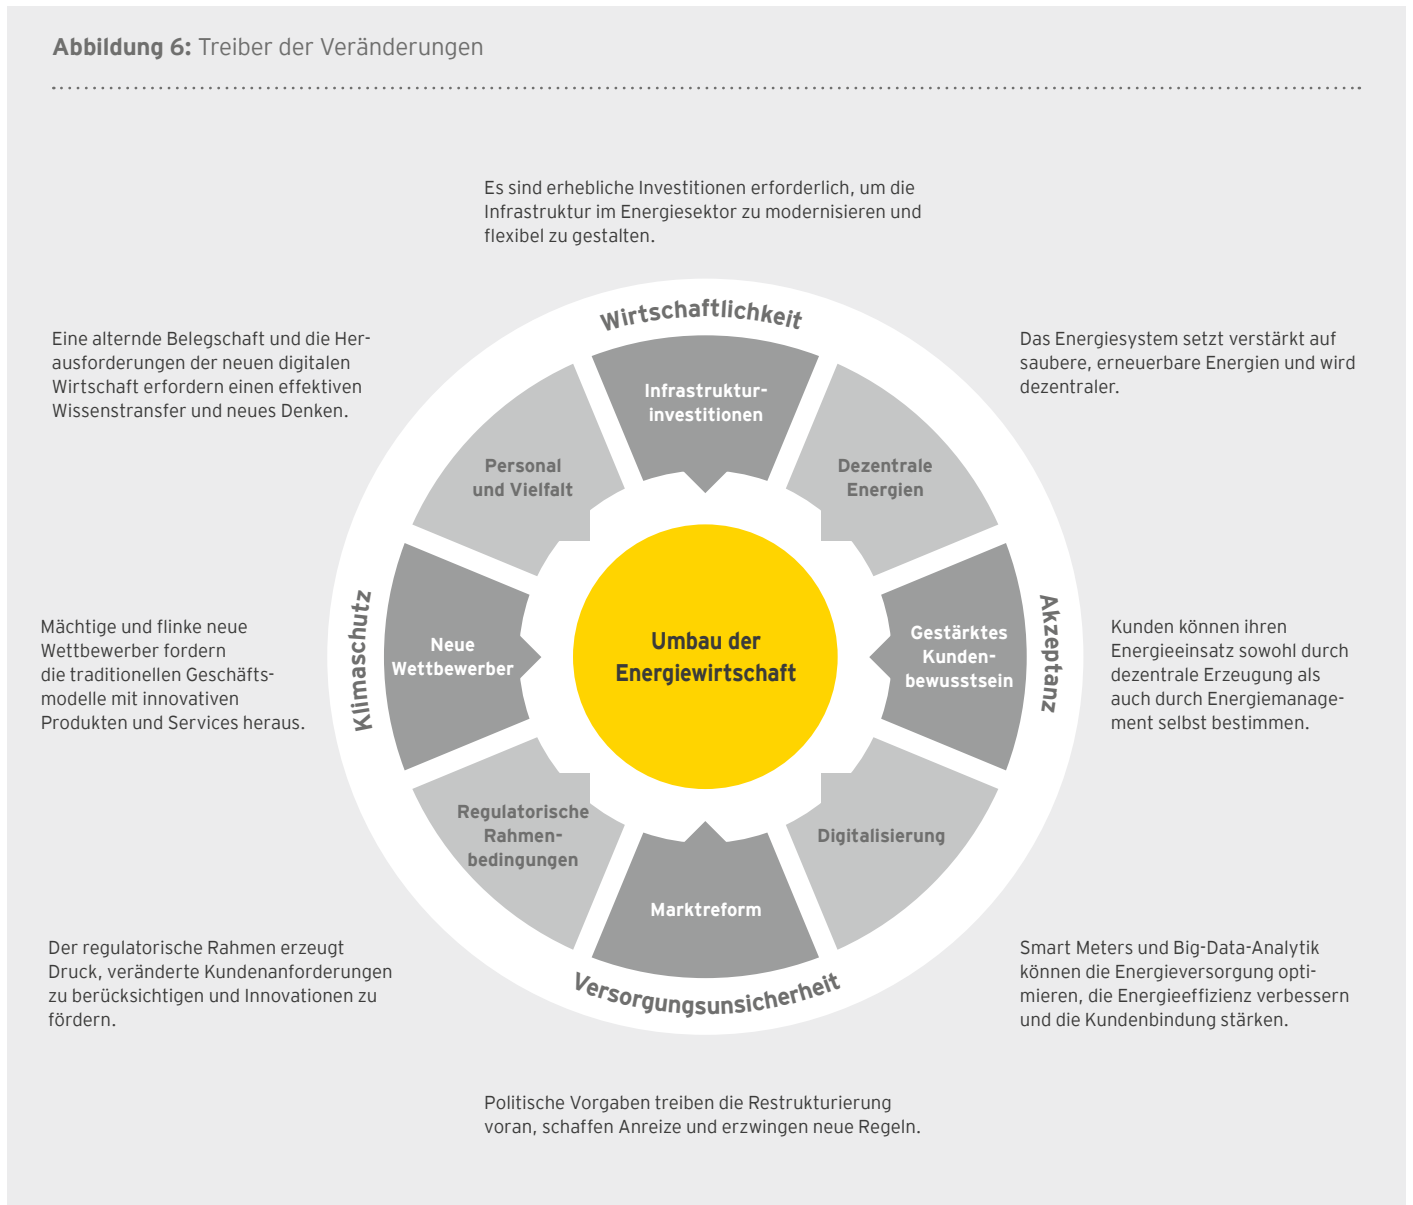 Abbildung 6: Treiber der Veränderungen
Es sind erhebliche Investitionen erforderlich, um die
Infrastruktur im Energiesektor zu modernisieren und
flexibel zu gestalten.
Eine alternde Belegschaft und die Her-
ausforderungen der neuen digitalen
Wirtschaft erfordern einen effektiven
Wissenstransfer und neues Denken.
Das Energiesystem setzt verstärkt auf
saubere, erneuerbare Energien und wird
dezentraler.
Wirtschaftlichkeit
Infrastruktur-
investitionen
Personal
und Vielfalt
Dezentrale
Energien
Mächtige und flinke neue
Wettbewerber fordern
die traditionellen Geschäfts-
modelle mit innovativen
Produkten und Services heraus.
Klimaschutz
Neue
Wettbewerber
Umbau der
Energiewirtschaft
Gestärktes
Kunden-
bewusstsein
Akzeptanz
Kunden können ihren
Energieeinsatz sowohl durch
dezentrale Erzeugung als
auch durch Energiemanage-
ment selbst bestimmen.
Regulatorische
Rahmen-
bedingungen
Digitalisierung
Marktreform
Versorgungsunsicherheit
Der regulatorische Rahmen erzeugt
Druck, veränderte Kundenanforderungen
zu berücksichtigen und Innovationen zu
fördern.
Smart Meters und Big-Data-Analytik
können die Energieversorgung opti-
mieren, die Energieeffizienz verbessern
und die Kundenbindung stärken.
Politische Vorgaben treiben die Restrukturierung
voran, schaffen Anreize und erzwingen neue Regeln.